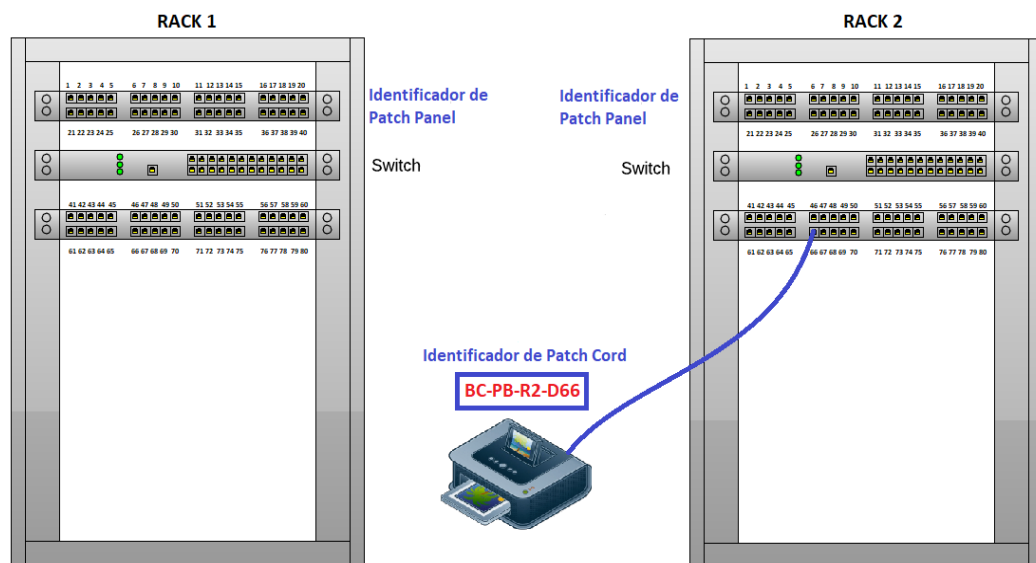 RACK 1
1 2 3 4 5 6 7 8 9 10 11 12 13 14 15 16 17 18 19 20
21 22 23 24 25 26 27 28 29 30 31 32 33 34 35 36 37 38 39 40
Identificador de
Patch Panel
Switch
41 42 43 44 45 46 47 48 49 50 51 52 53 54 55 56 57 58 59 60
61 62 63 64 65 66 67 68 69 70 71 72 73 74 75 76 77 78 79 80
RACK 2
1 2 3 4 5 6 7 8 9 10 11 12 13 14 15 16 17 18 19 20
21 22 23 24 25 26 27 28 29 30 31 32 33 34 35 36 37 38 39 40
Identificador de
Patch Panel
Switch
41 42 43 44 45 46 47 48 49 50 51 52 53 54 55 56 57 58 59 60
61 62 63 64 65 66 67 68 69 70 71 72 73 74 75 76 77 78 79 80
Identificador de Patch Cord
BC-PB-R2-D66